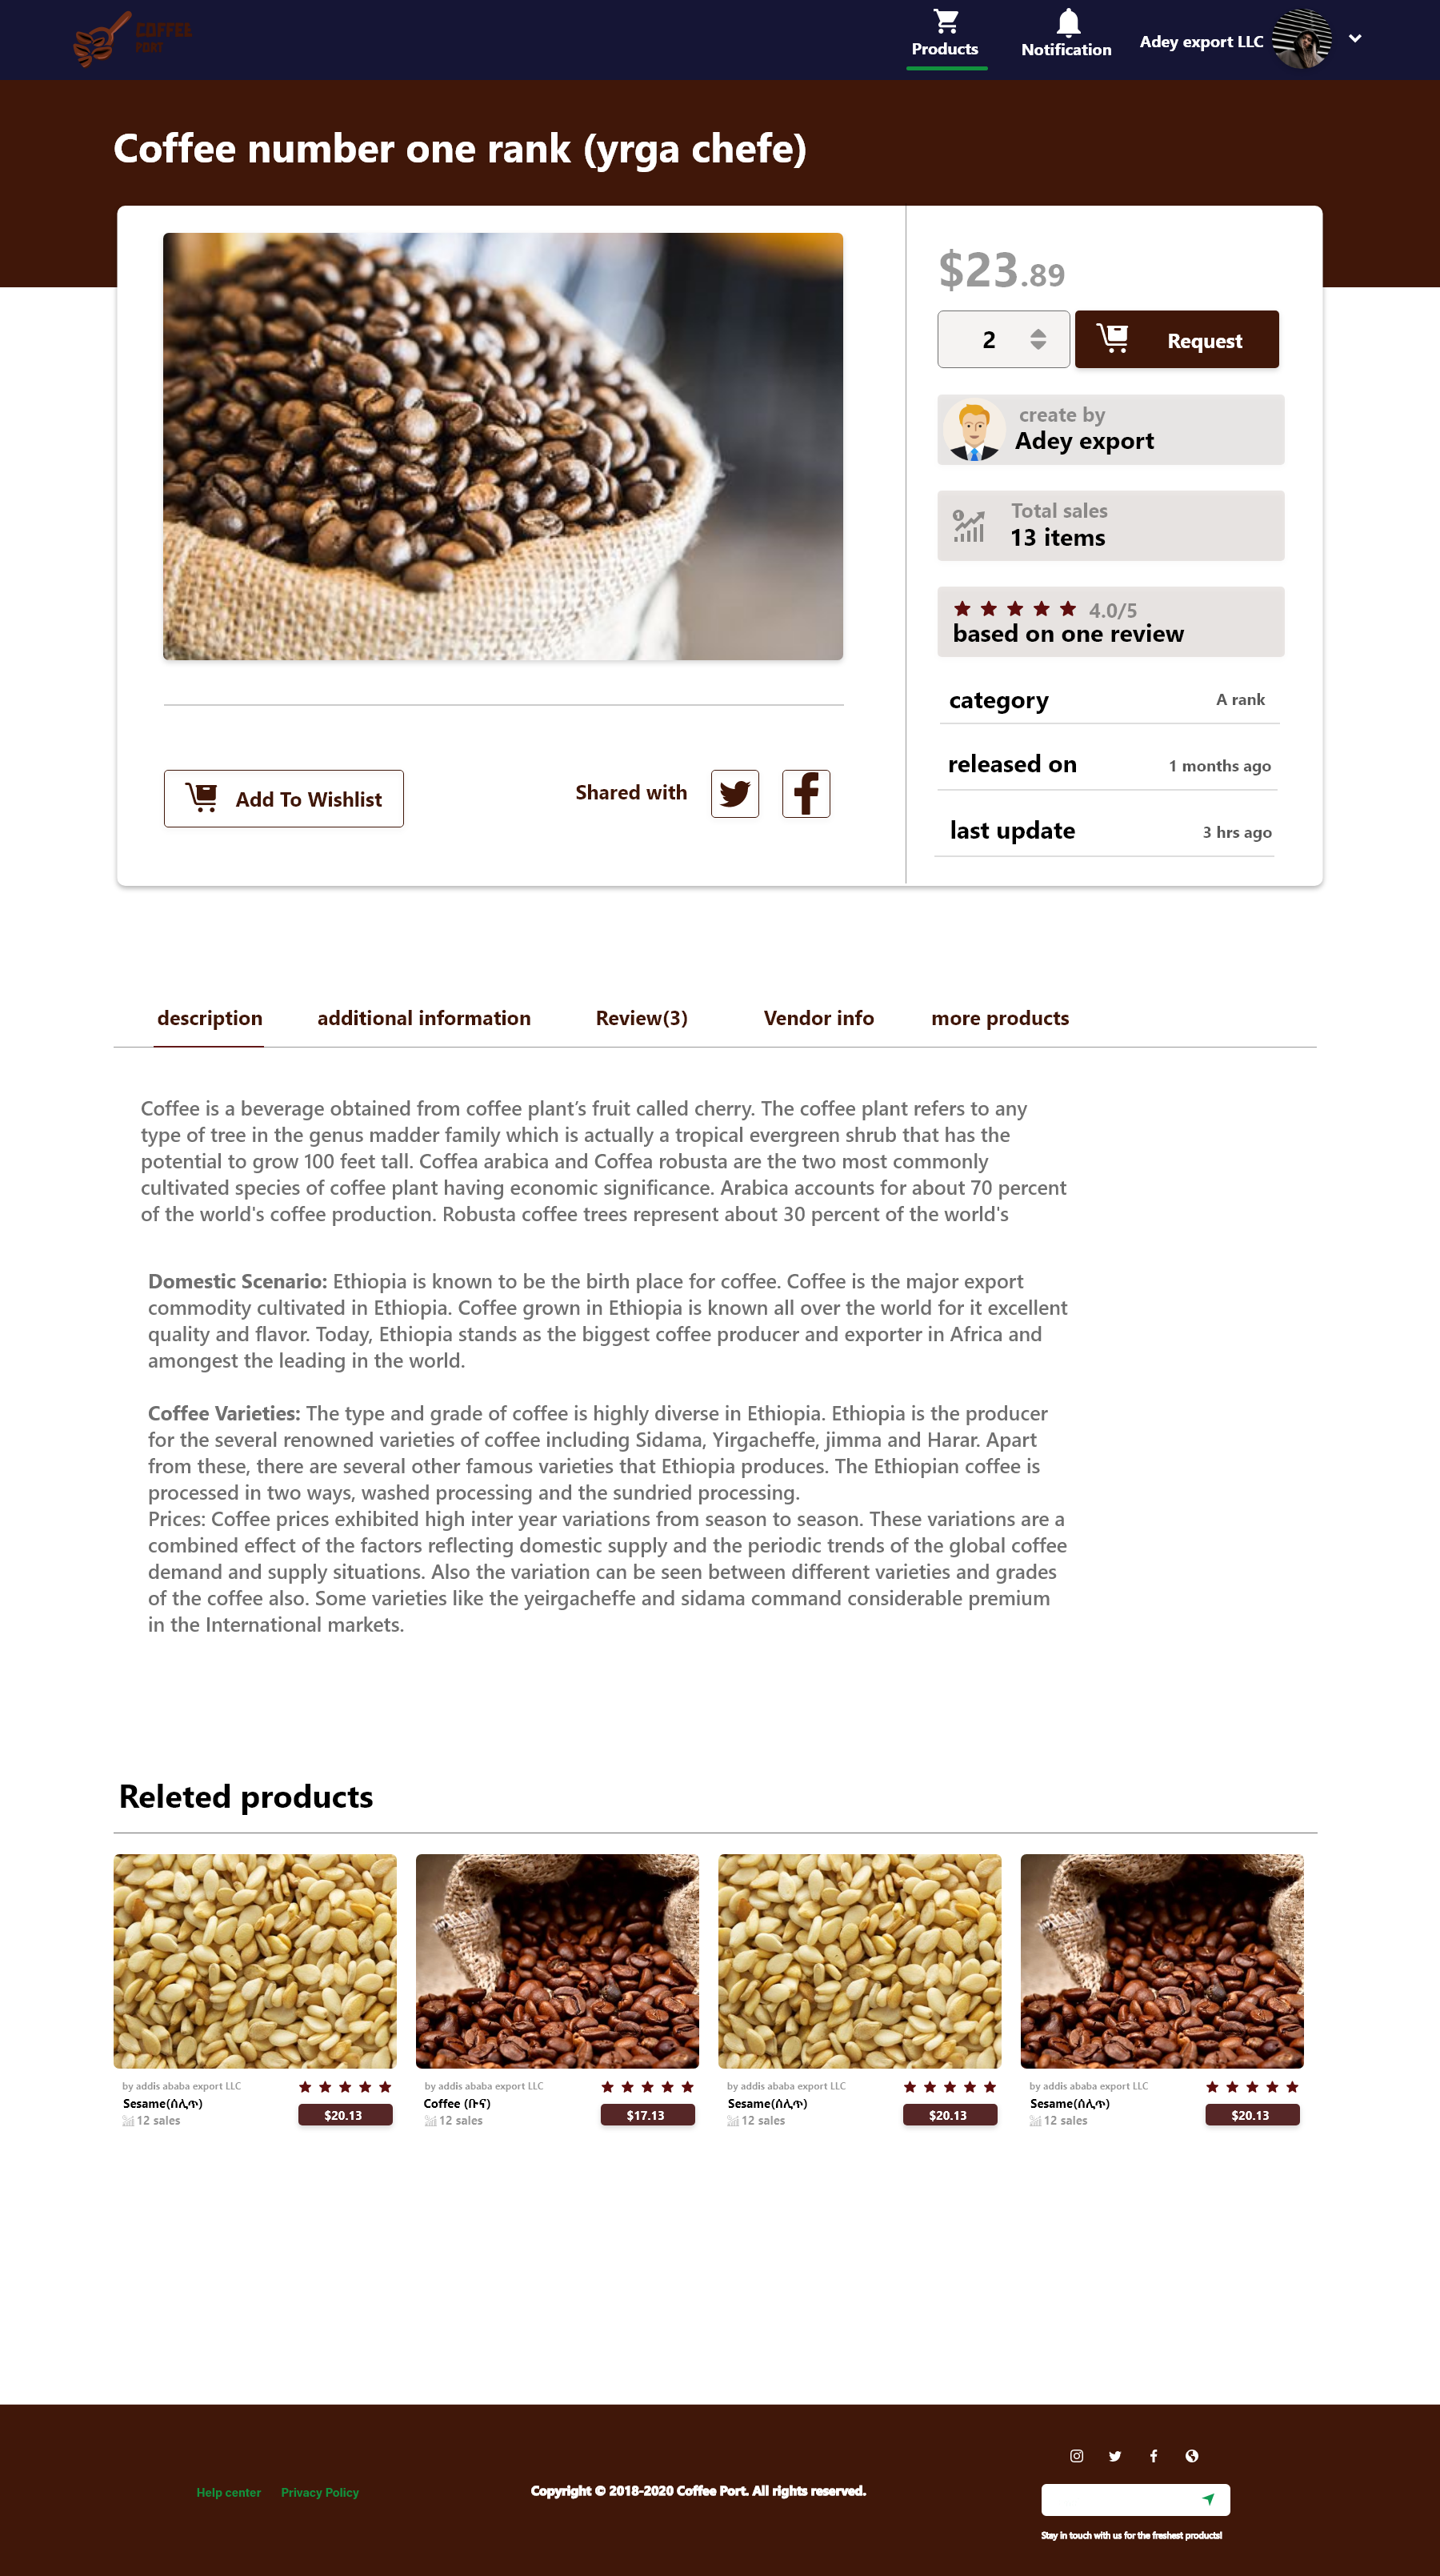 COFFEE
PORT
Products
Notification
Adey export LLC
Coffee number one rank (yrga chefe)
$23.89
2
Request
create by
Adey export
Total sales
13 items
4.0/5
based on one review
category
A rank
released on
1 months ago
last update
3 hrs ago
Add To Wishlist
Shared with
description
additional information
Review(3)
Vendor info
more products
Coffee is a beverage obtained from coffee plant’s fruit called cherry. The coffee plant refers to any
type of tree in the genus madder family which is actually a tropical evergreen shrub that has the
potential to grow 100 feet tall. Coffea arabica and Coffea robusta are the two most commonly
cultivated species of coffee plant having economic significance. Arabica accounts for about 70 percent
of the world's coffee production. Robusta coffee trees represent about 30 percent of the world's
Domestic Scenario: Ethiopia is known to be the birth place for coffee. Coffee is the major export
commodity cultivated in Ethiopia. Coffee grown in Ethiopia is known all over the world for it excellent
quality and flavor. Today, Ethiopia stands as the biggest coffee producer and exporter in Africa and
amongest the leading in the world.
Coffee Varieties: The type and grade of coffee is highly diverse in Ethiopia. Ethiopia is the producer
for the several renowned varieties of coffee including Sidama, Yirgacheffe, jimma and Harar. Apart
from these, there are several other famous varieties that Ethiopia produces. The Ethiopian coffee is
processed in two ways, washed processing and the sundried processing.
Prices: Coffee prices exhibited high inter year variations from season to season. These variations are a
combined effect of the factors reflecting domestic supply and the periodic trends of the global coffee
demand and supply situations. Also the variation can be seen between different varieties and grades
of the coffee also. Some varieties like the yeirgacheffe and sidama command considerable premium
in the International markets.
Releted products
by addis ababa export LLC
Sesame(ሰሊጥ)
12 sales
$20.13
by addis ababa export LLC
Coffee (ቡና)
12 sales
$17.13
by addis ababa export LLC
Sesame(ሰሊጥ)
12 sales
$20.13
by addis ababa export LLC
Sesame(ሰሊጥ)
12 sales
$20.13
Help center
Privacy Policy
Copyright © 2018-2020 Coffee Port. All rights reserved.
Stay in touch with us for the freshest products!